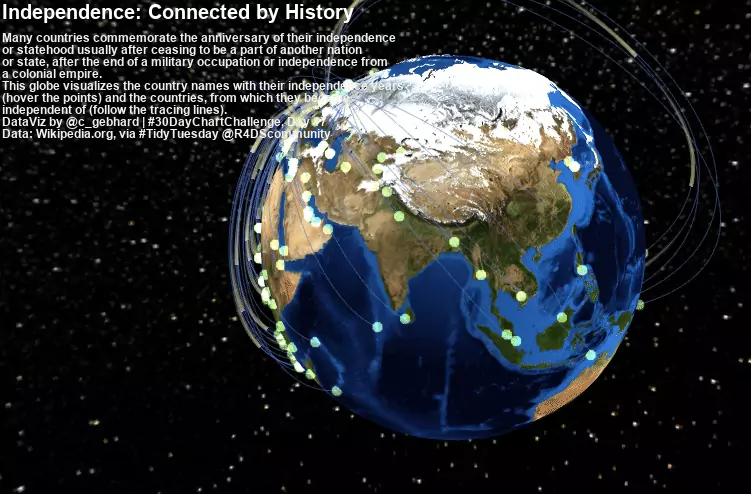 Independence: Connected by History
Many countries commemorate the anniversary of their independence
or statehood usually after ceasing to be a part of another nation
or state, after the end of a military occupation or independence from
a colonial empire.
This globe visualizes the country names with their independence years
(hover the points) and the countries, from which they became
independent of (follow the tracing lines).
DataViz by @c_gebhard | #30DayChartChallenge, Day
Data: Wikipedia.org, via #TidyTuesday @R4DScommunity